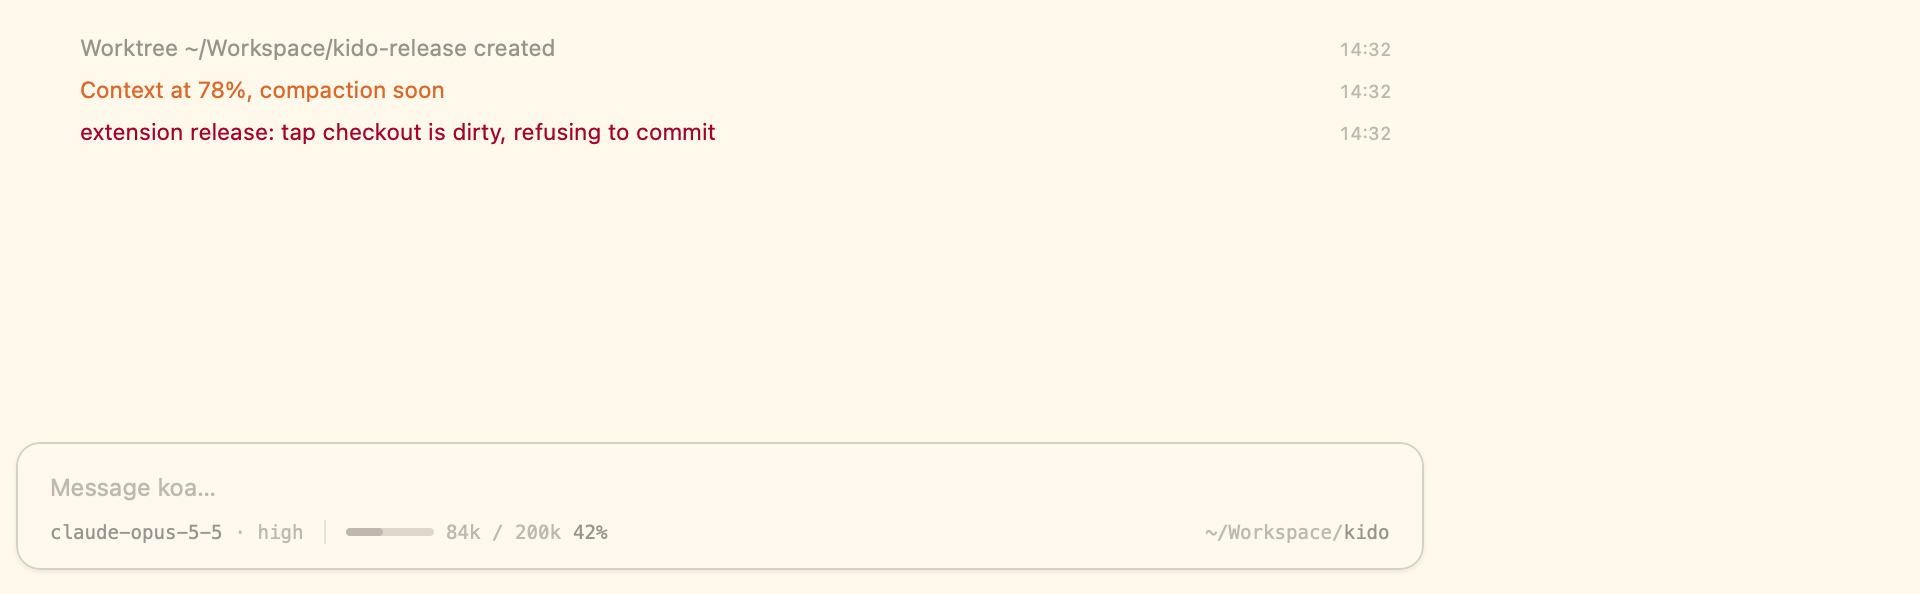 Worktree ~/Workspace/kido-release created 14:32
Context at 78%, compaction soon 14:32
extension release: tap checkout is dirty, refusing to commit 14:32
Message koa...
claude-opus-5-5 · high 84k / 200k 42% ~/Workspace/kido